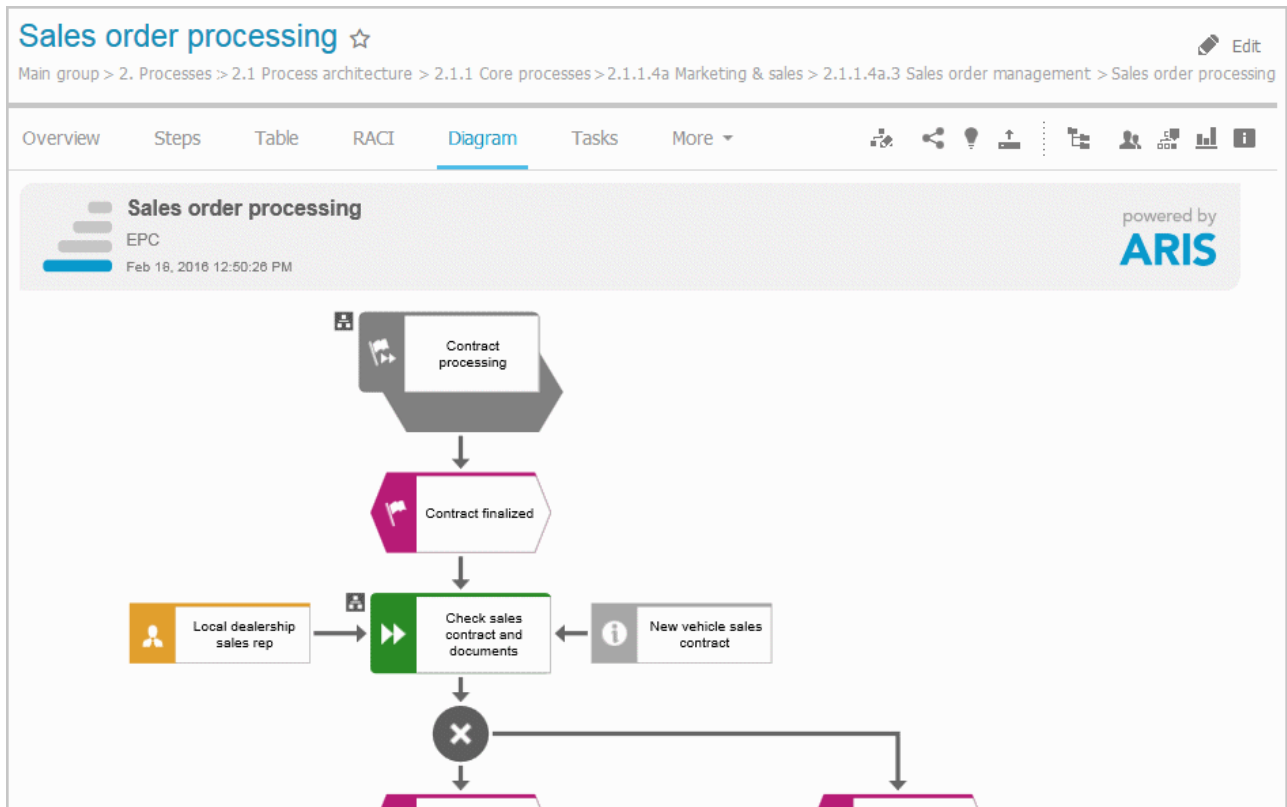 Sales order processing
Edit
Main group > 2. Processes > 2.1 Process architecture > 2.1.1 Core processes > 2.1.1.4a Marketing & sales > 2.1.1.4a.3 Sales order management > Sales order processing
Overview Steps Table RACI Diagram Tasks More
Sales order processing
EPC
Feb 16, 2016 12:50:26 PM
powered by
ARIS
Contract
processing
Contract finalized
Local dealership
sales rep
Check sales
contract and
documents
New vehicle sales
contract